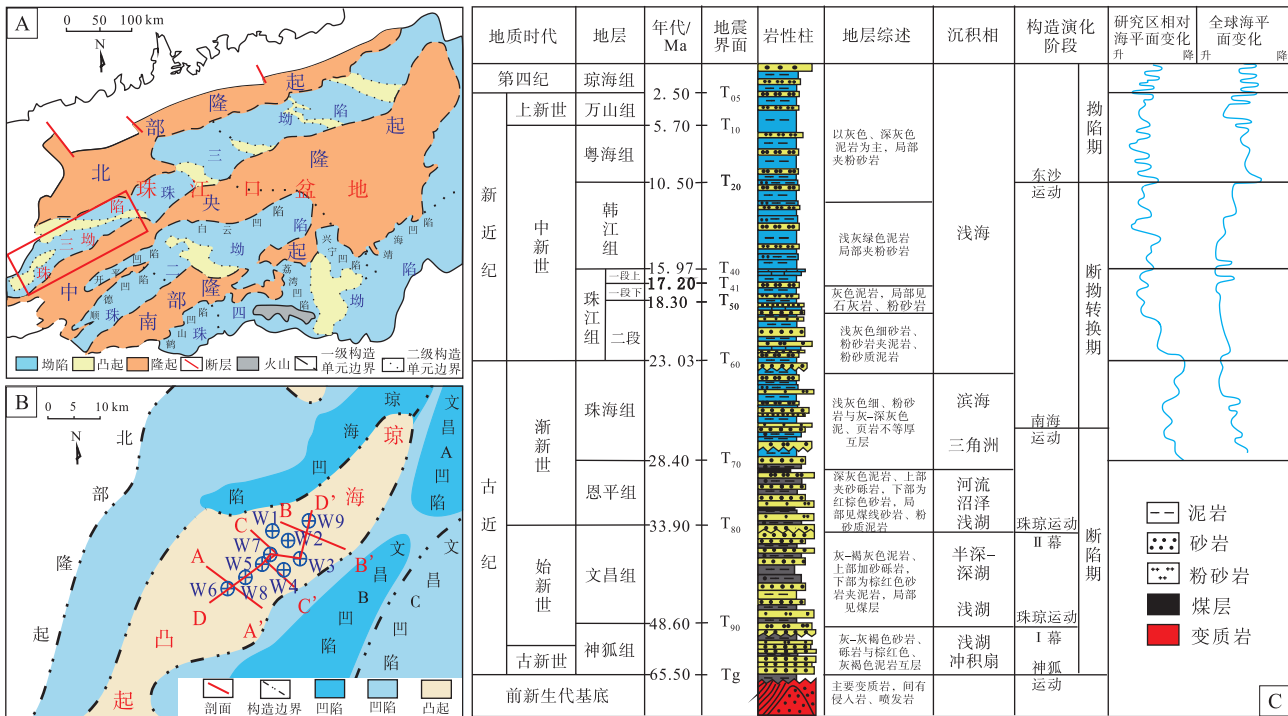 A
0 50 100 km
N
北部隆起
珠三坳陷
中央隆起
珠江口盆地
珠三坳陷
白云凹陷
珠二坳陷
开平凹陷
顺德凹陷
鹤山凹陷
南部隆起
荔湾凹陷
兴宁凹陷
靖海凹陷
珠四坳陷
坳陷 凸起 隆起 断层 火山 一级构造单元边界 二级构造单元边界
B
0 5 10 km
N
北部隆起
琼海凹陷
文昌A凹陷
琼海凸起
文昌B凹陷
文昌C凹陷
W1 B D' W9
C W2
W7
A W5 W3 B'
W6 W8 W4
D C'
A'
剖面 构造边界 凹陷 凹陷 凸起
地质时代 地层 年代/Ma 地震界面 岩性柱 地层综述 沉积相 构造演化阶段 研究区相对海平面变化 全球海平面变化
升 降 升 降
第四纪 琼海组
2.50 T05
新近纪
上新世 万山组
5.70 T10
中新世
粤海组
以灰色、深灰色
泥岩为主，局部
夹粉砂岩
拗陷期
10.50 T20
东沙
运动
韩江组
浅灰绿色泥岩
局部夹粉砂岩
浅海
15.97 T40
珠江组
一段上
17.20 T41
一段下
18.30 T50
灰色泥岩，局部见
石灰岩、粉砂岩
断拗转换期
二段
浅灰色细砂岩、
粉砂岩夹泥岩、
粉砂质泥岩
23.03 T60
古近纪
渐新世
珠海组
浅灰色细、粉砂
岩与灰-深灰色
泥、页岩不等厚
互层
滨海
三角洲
南海
运动
28.40 T70
恩平组
深灰色泥岩、上部
夹砂砾岩，下部为
红棕色砂岩，局
部见煤线砂岩、粉
砂质泥岩
河流
沼泽
浅湖
33.90 T80
珠琼运动
II 幕
始新世
文昌组
灰-褐灰色泥岩、
上部加砂砾岩，
下部为棕红色砂
岩夹泥岩，局部
见煤层
半深-
深湖
浅湖
断陷期
48.60 T90
珠琼运动
I 幕
神狐组
古新世
灰-灰褐色砂岩、
砾岩与棕红色、
灰褐色泥岩互层
浅湖
冲积扇
65.50 Tg
神狐
运动
前新生代基底
主要变质岩，间有
侵入岩、喷发岩
泥岩
砂岩
粉砂岩
煤层
变质岩
C